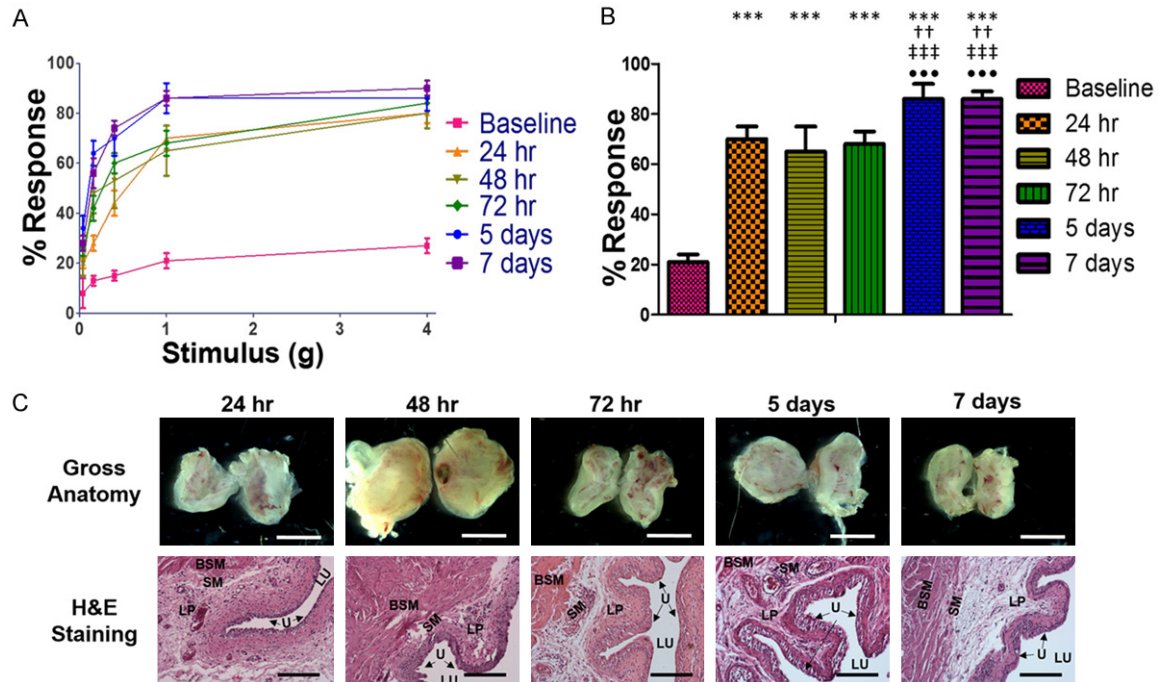 A
% Response
100
80
60
40
20
0
0 1 2 3 4
Stimulus (g)
Baseline
24 hr
48 hr
72 hr
5 days
7 days
B
*** *** *** *** ***
†† ††
‡‡‡ ‡‡‡
••• •••
% Response
100
80
60
40
20
0
Baseline
24 hr
48 hr
72 hr
5 days
7 days
C
24 hr 48 hr 72 hr 5 days 7 days
Gross
Anatomy
H&E
Staining
BSM
SM
LU
LP
U
BSM
SM
LP
U
LU
BSM
SM
U
LP
LU
BSM
SM
LP
U
LU
BSM
SM
LP
U
LU